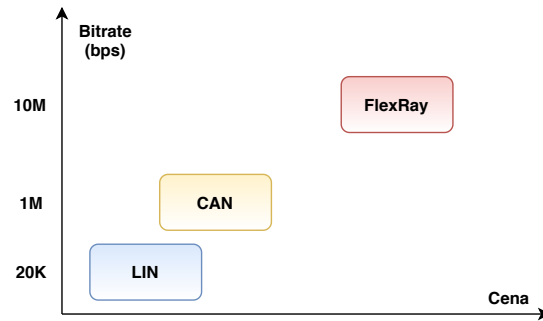 Bitrate
(bps)
10M
FlexRay
1M
CAN
20K
LIN
Cena